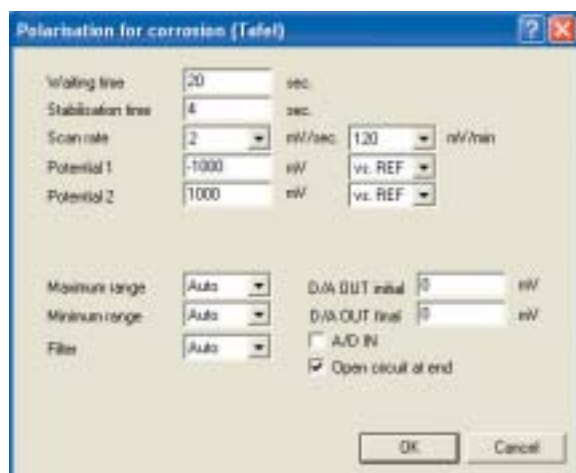 Polarisation for corrosion (Tafel)
Waiting time 20 sec.
Stabilisation time 4 sec.
Scan rate 2 mV/sec. 120 mV/min
Potential 1 -1000 mV vs. REF
Potential 2 1000 mV vs. REF
Maximum range Auto D/A OUT initial 0 mV
Minimum range Auto D/A OUT final 0 mV
Filter Auto A/D IN
Open circuit at end
OK Cancel